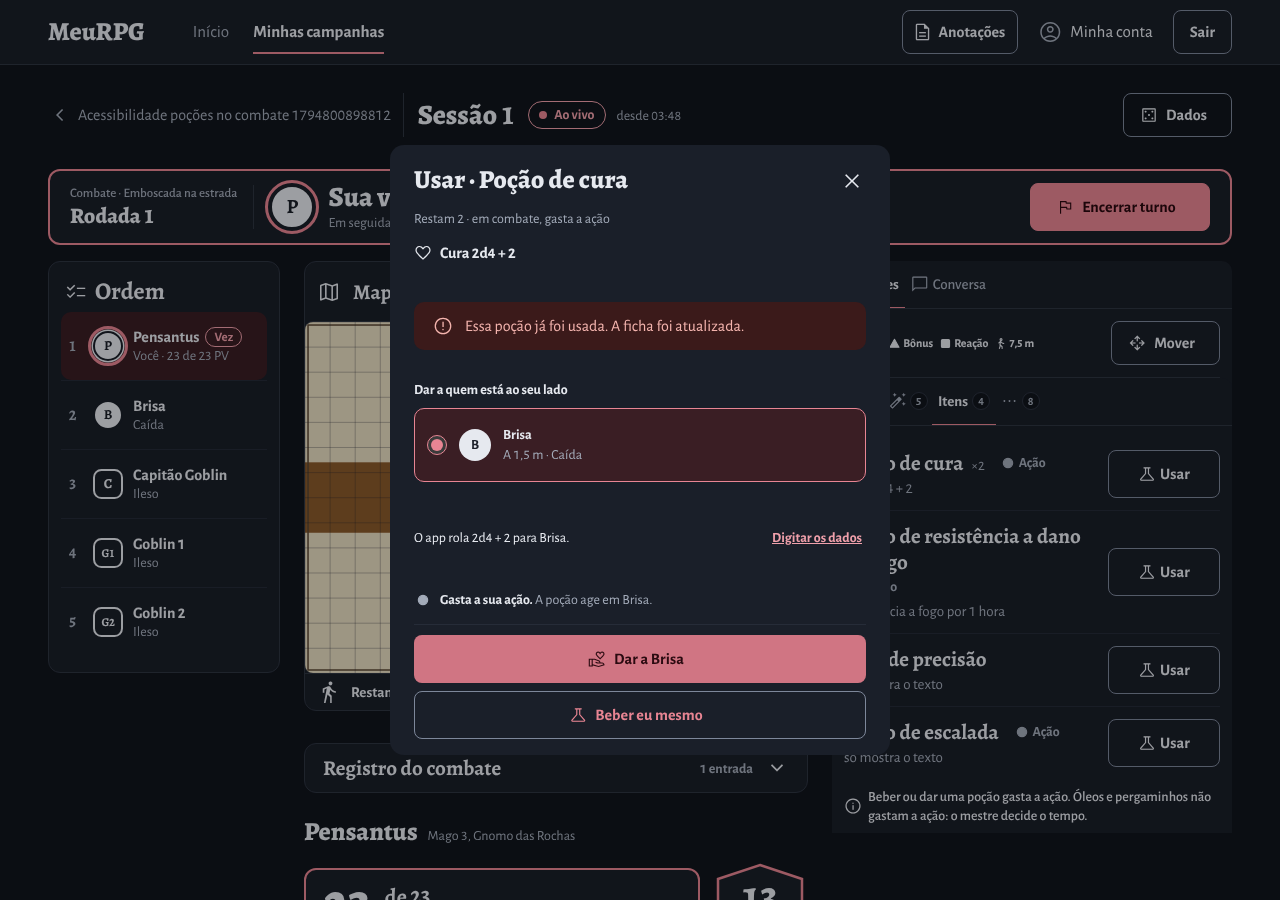 MeuRPG
Início
Minhas campanhas
Anotações
Minha conta
Sair
Acessibilidade poções no combate 1794800898812
Sessão 1
Ao vivo
desde 03:48
Dados
Combate · Emboscada na estrada
Rodada 1
P
Sua v
Em seguida
Encerrar turno
Ordem
1
P
Pensantus
Vez
Você · 23 de 23 PV
2
B
Brisa
Caída
3
C
Capitão Goblin
Ileso
4
G1
Goblin 1
Ileso
5
G2
Goblin 2
Ileso
Map
Restan
Usar · Poção de cura
Restam 2 · em combate, gasta a ação
Cura 2d4 + 2
Essa poção já foi usada. A ficha foi atualizada.
Dar a quem está ao seu lado
B
Brisa
A 1,5 m · Caída
O app rola 2d4 + 2 para Brisa.
Digitar os dados
Gasta a sua ação. A poção age em Brisa.
Dar a Brisa
Beber eu mesmo
es
Conversa
Bônus
Reação
7,5 m
Mover
5
Itens
4
8
o de cura
×2
Ação
+ 2
Usar
o de resistência a dano
go
o
cia a fogo por 1 hora
Usar
de precisão
ra o texto
Usar
o de escalada
Ação
só mostra o texto
Usar
Beber ou dar uma poção gasta a ação. Óleos e pergaminhos não
gastam a ação: o mestre decide o tempo.
Registro do combate
1 entrada
Pensantus
Mago 3, Gnomo das Rochas
23
de 23
13